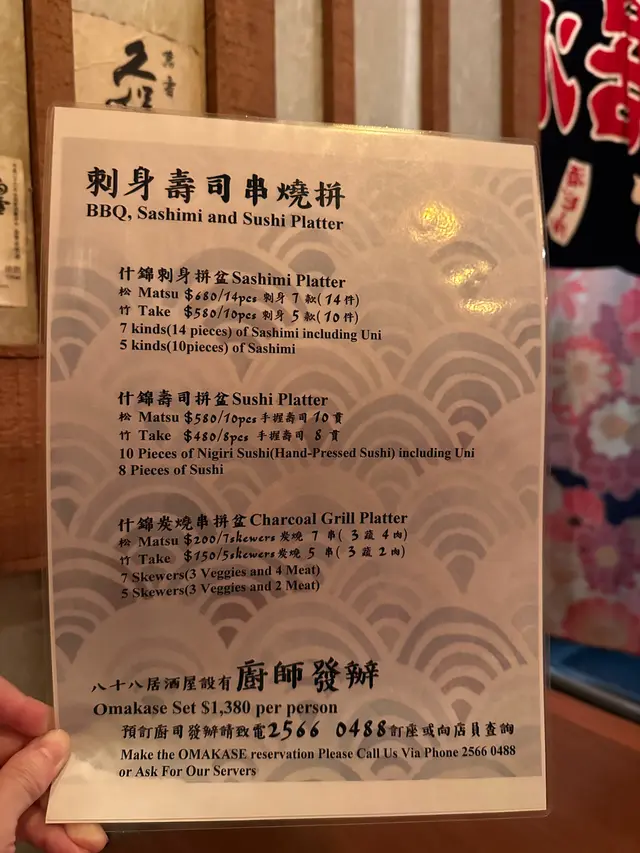 久
刺身壽司串燒拼
BBQ, Sashimi and Sushi Platter
什錦刺身拼盆 Sashimi Platter
松 Matsu $680/14pcs 刺身 7 款(14 件)
竹 Take $580/10pcs 刺身 5 款(10 件)
7 kinds(14 pieces) of Sashimi including Uni
5 kinds(10pieces) of Sashimi
什錦壽司拼盆 Sushi Platter
松 Matsu $580/10pcs 手握壽司 10 貫
竹 Take $480/8pcs 手握壽司 8 貫
10 Pieces of Nigiri Sushi(Hand-Pressed Sushi) including Uni
8 Pieces of Sushi
什錦炭燒串拼盆 Charcoal Grill Platter
松 Matsu $200/7skewers 炭燒 7 串( 3 蔬 4 肉)
竹 Take $150/5skewers 炭燒 5 串( 3 蔬 2 肉)
7 Skewers(3 Veggies and 4 Meat)
5 Skewers(3 Veggies and 2 Meat)
八十八居酒屋設有廚師發辦
Omakase Set $1,380 per person
預訂廚司發辦請致電2566 0488訂座或向店員查詢
Make the OMAKASE reservation Please Call Us Via Phone 2566 0488
or Ask For Our Servers